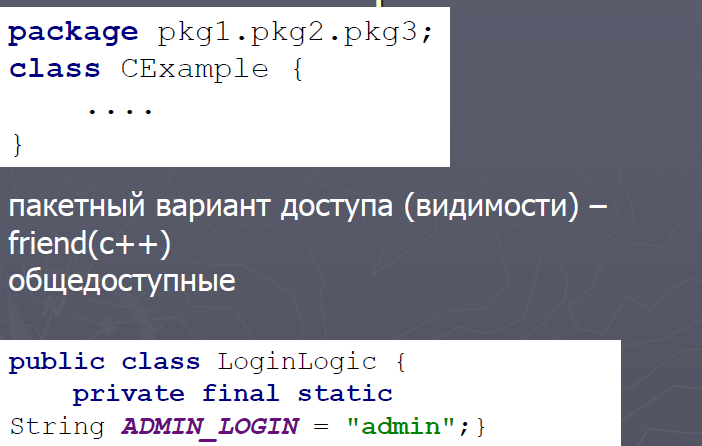 package pkg1.pkg2.pkg3;
class CExample {
....
}
пакетный вариант доступа (видимости) –
friend(c++)
общедоступные
public class LoginLogic {
private final static
String ADMIN_LOGIN = "admin";}